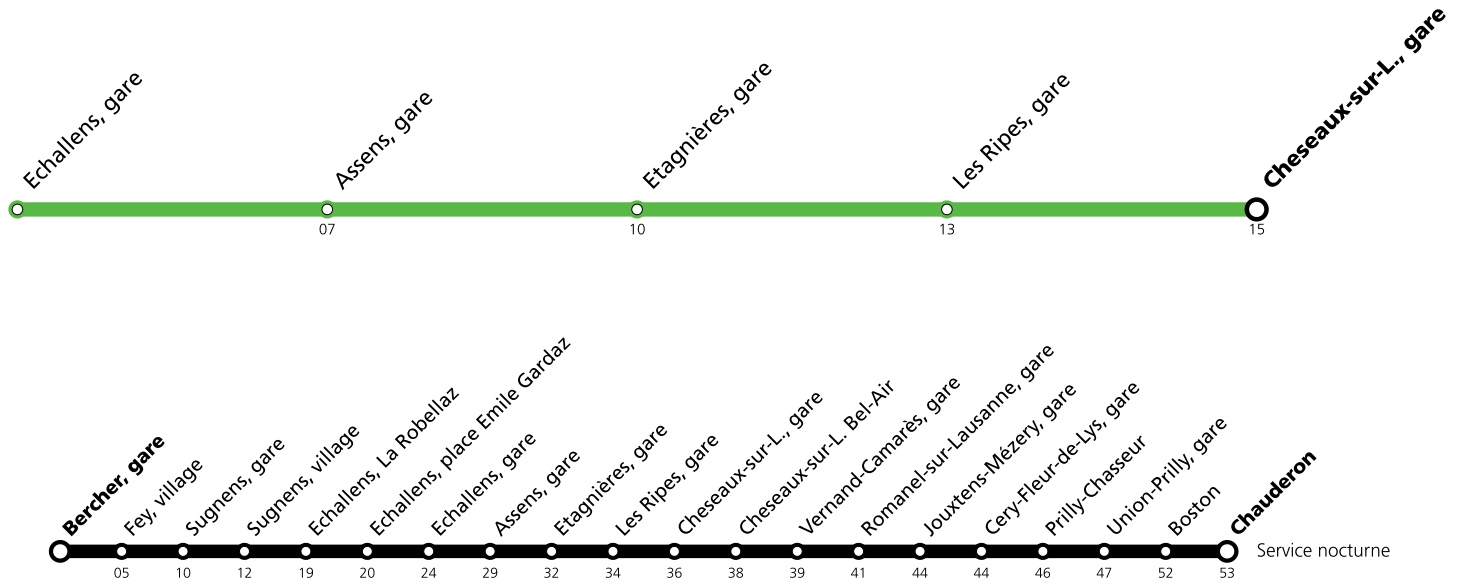 Echallens, gare
Assens, gare
Etagnières, gare
Les Ripes, gare
Cheseaux-sur-L., gare
07
10
13
15
Bercher, gare
Fey, village
Sugnens, gare
Sugnens, village
Echallens, La Robellaz
Echallens, place Emile Gardaz
Echallens, gare
Assens, gare
Etagnières, gare
Les Ripes, gare
Cheseaux-sur-L., gare
Cheseaux-sur-L. Bel-Air
Vernand-Camarès, gare
Romanel-sur-Lausanne, gare
Jouxtens-Mézery, gare
Cery-Fleur-de-Lys, gare
Prilly-Chasseur
Union-Prilly, gare
Boston
Chauderon
Service nocturne
05
10
12
19
20
24
29
32
34
36
38
39
41
44
44
46
47
52
53